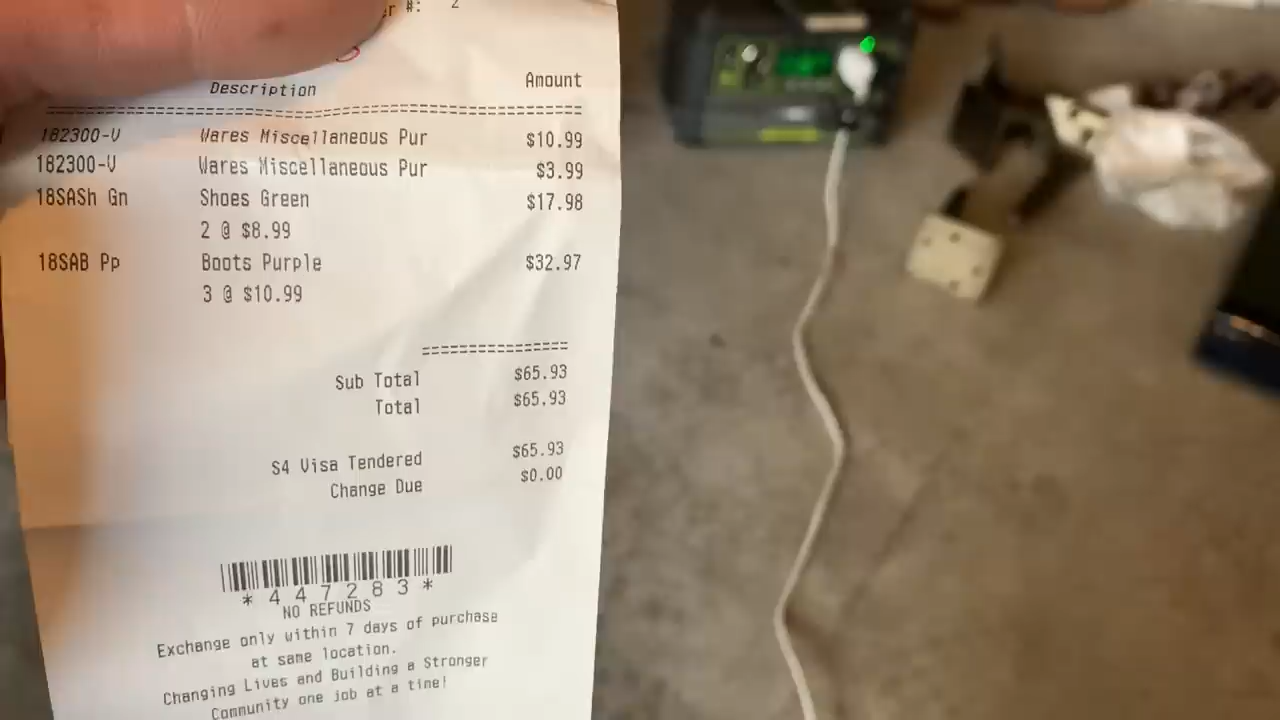 r #: 2
Description Amount
182300-V Wares Miscellaneous Pur $10.99
182300-V Wares Miscellaneous Pur $3.99
18SASh Gn Shoes Green $17.98
2 @ $8.99
18SAB Pp Boots Purple $32.97
3 @ $10.99
Sub Total $65.93
Total $65.93
S4 Visa Tendered $65.93
Change Due $0.00
* 4 4 7 2 8 3 *
NO REFUNDS
Exchange only within 7 days of purchase
at same location.
Changing Lives and Building a Stronger
Community one job at a time!